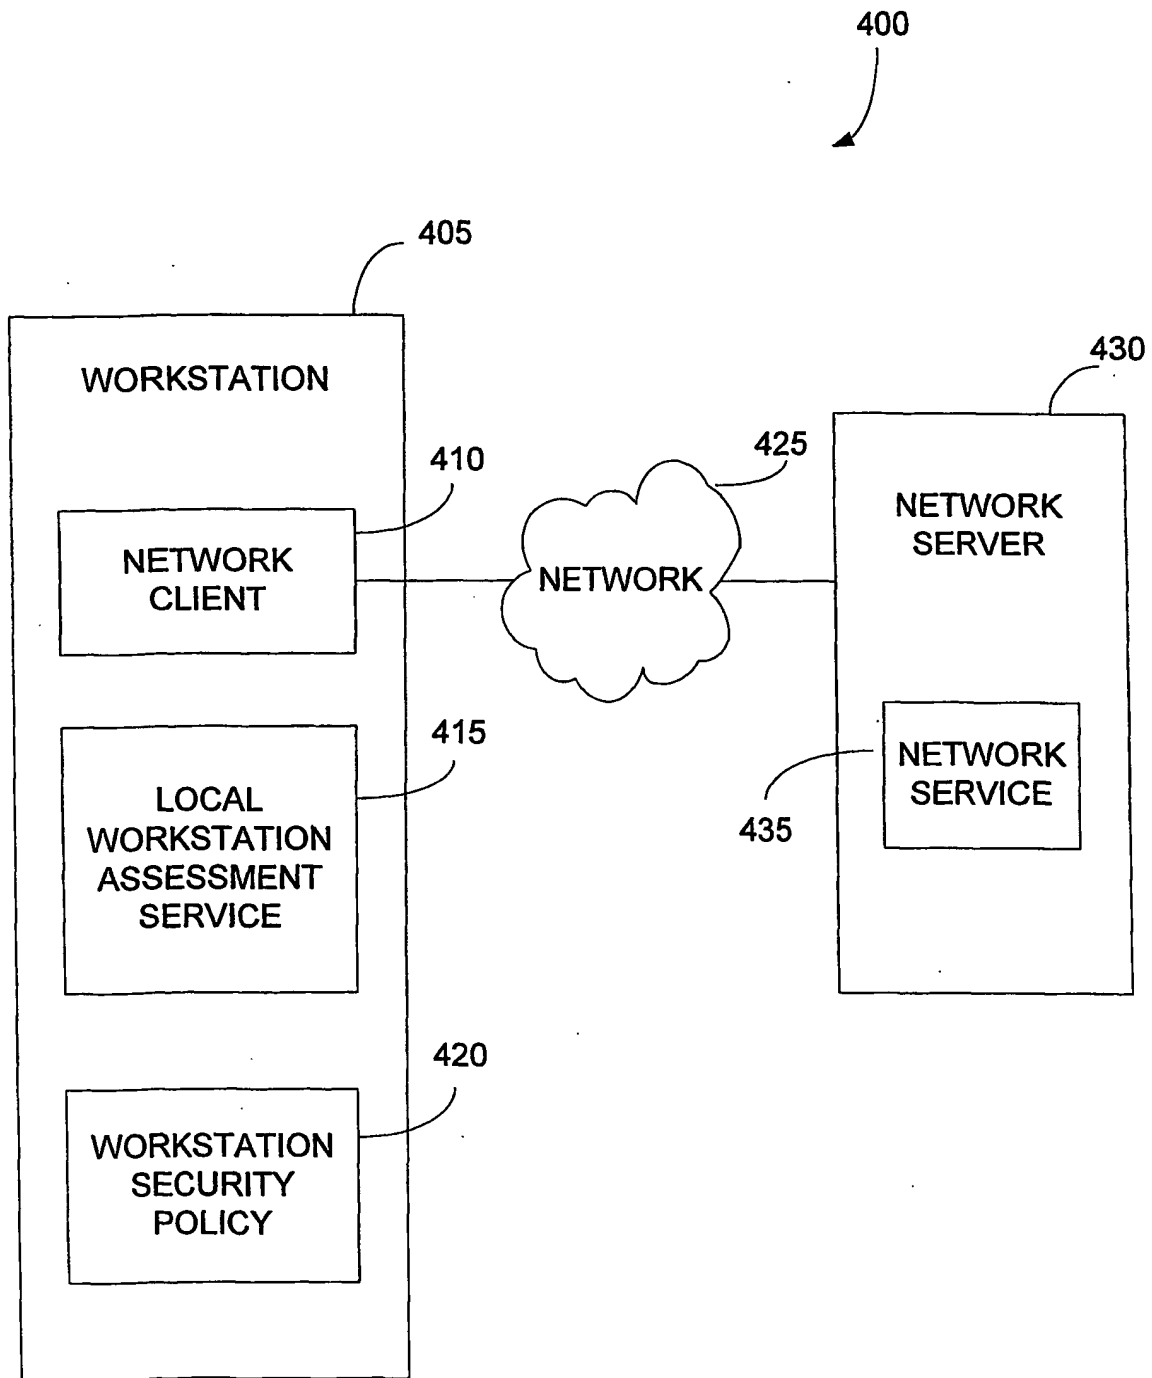 400
405
WORKSTATION
430
410
425
NETWORK
SERVER
NETWORK
CLIENT
NETWORK
415
LOCAL
WORKSTATION
ASSESSMENT
SERVICE
NETWORK
SERVICE
435
420
WORKSTATION
SECURITY
POLICY